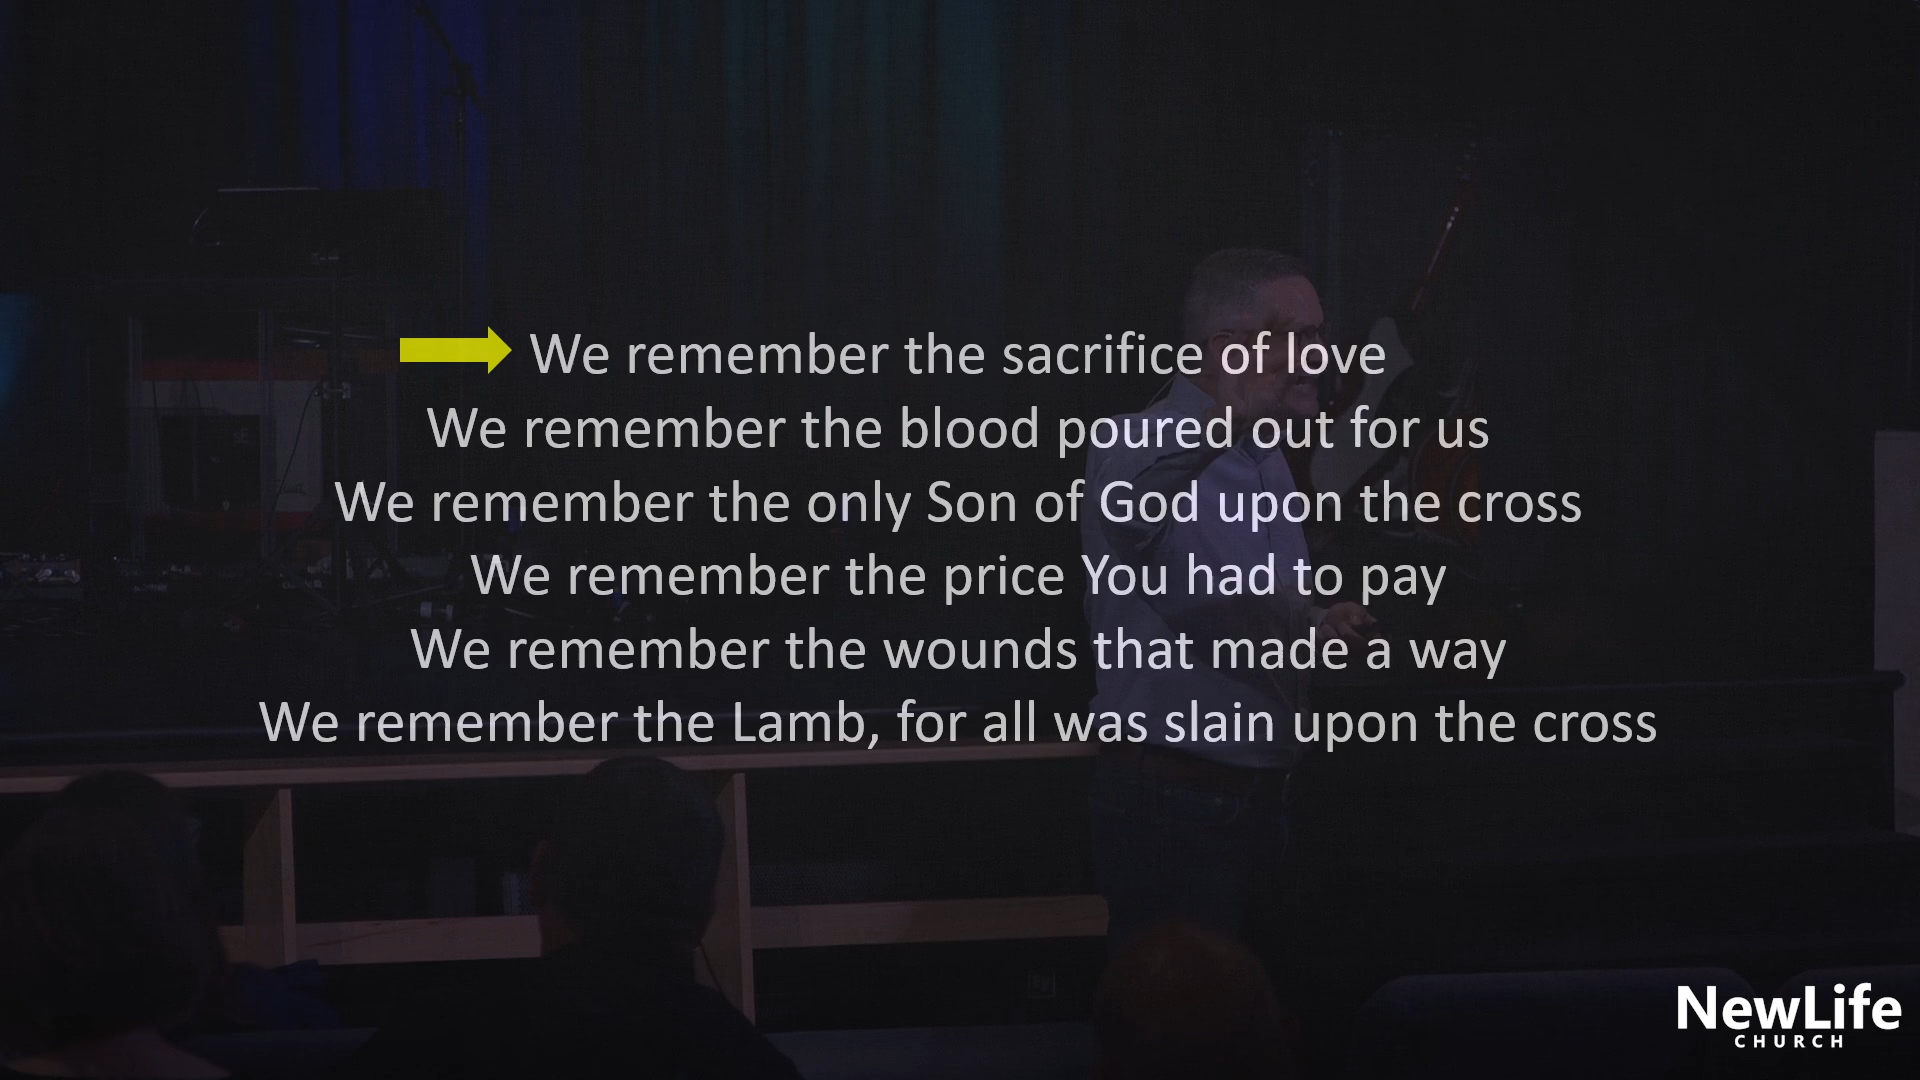 We remember the sacrifice of love
We remember the blood poured out for us
We remember the only Son of God upon the cross
We remember the price You had to pay
We remember the wounds that made a way
We remember the Lamb, for all was slain upon the cross
NewLife
CHURCH